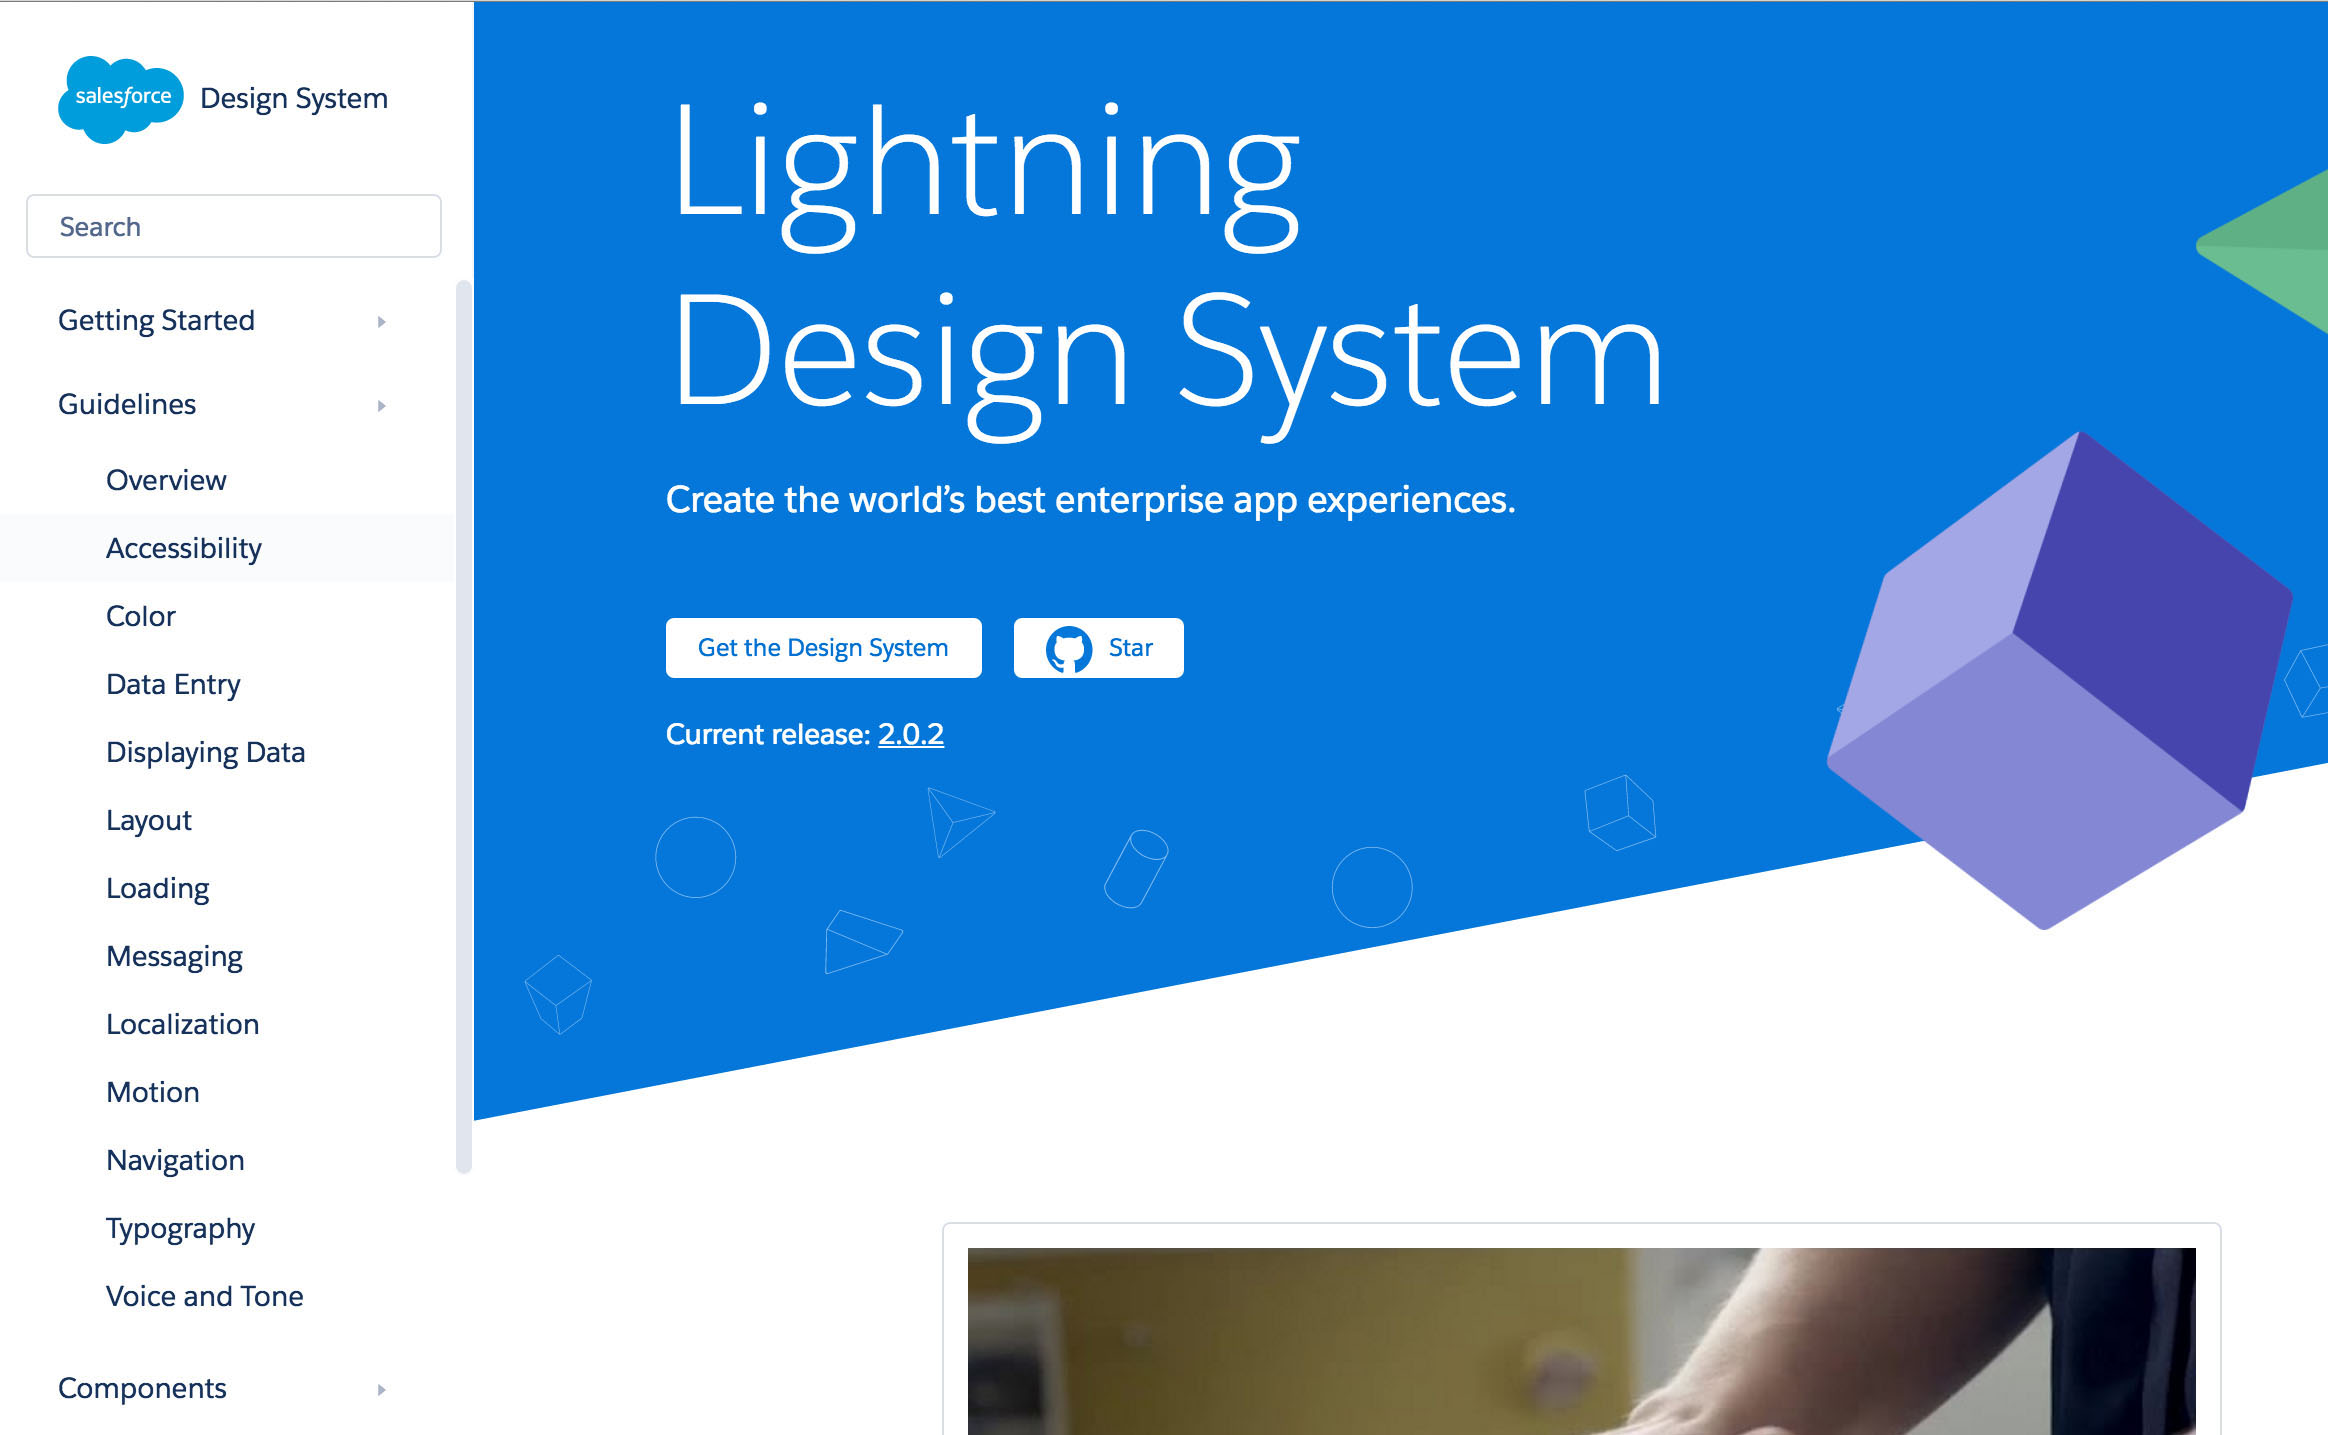 salesforce
Design System
Search
Getting Started
Guidelines
Overview
Accessibility
Color
Data Entry
Displaying Data
Layout
Loading
Messaging
Localization
Motion
Navigation
Typography
Voice and Tone
Components
Lightning
Design System
Create the world’s best enterprise app experiences.
Get the Design System
Star
Current release: 2.0.2